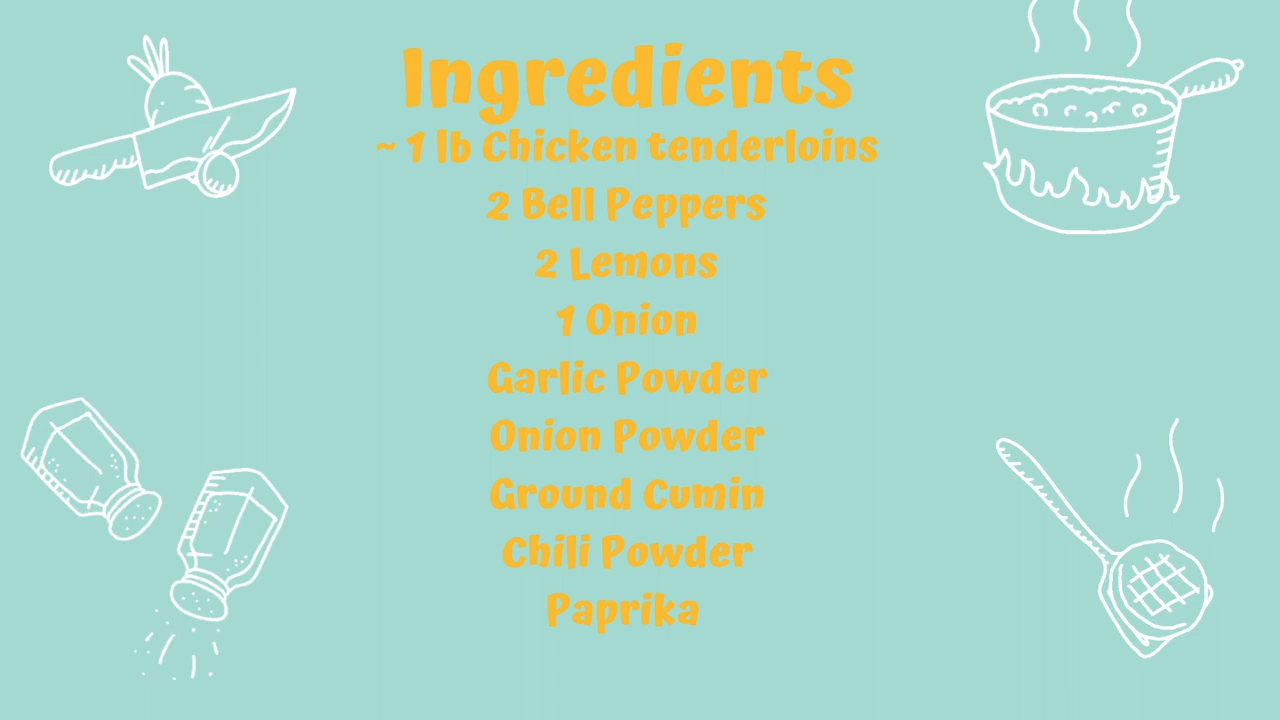 Ingredients
~ 1 lb Chicken tenderloins
2 Bell Peppers
2 Lemons
1 Onion
Garlic Powder
Onion Powder
Ground Cumin
Chili Powder
Paprika